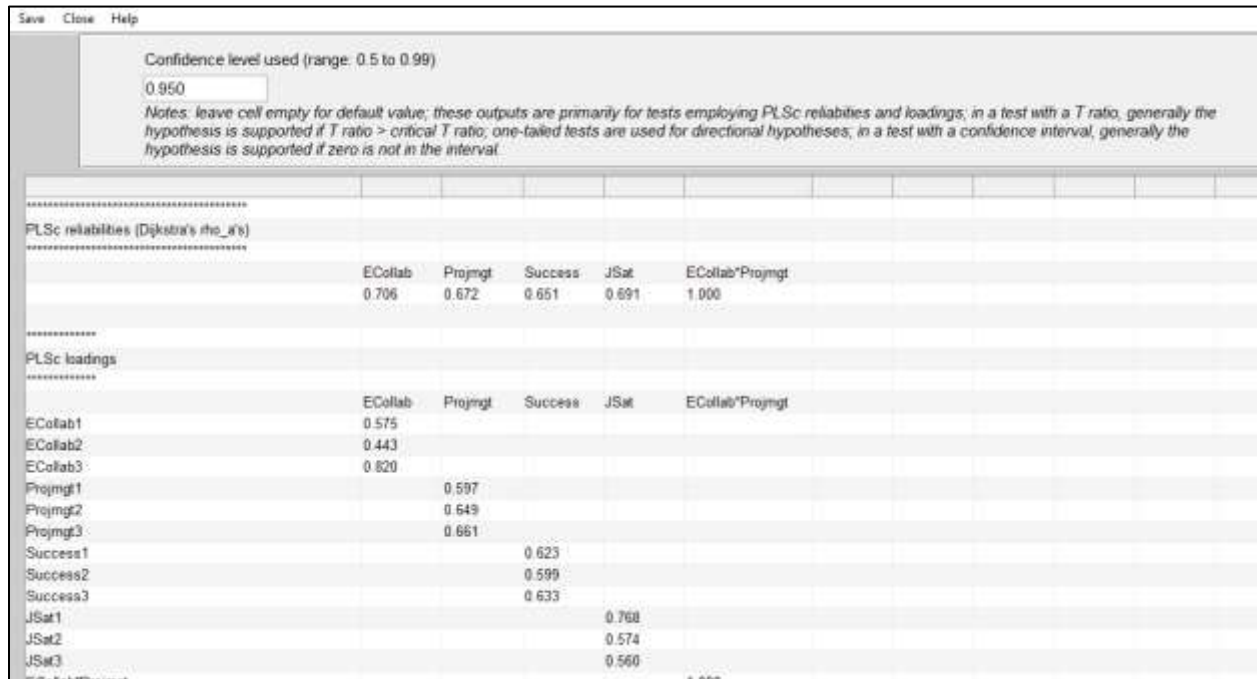 Save Close Help
Confidence level used (range: 0.5 to 0.99)
0.950
Notes: leave cell empty for default value; these outputs are primarily for tests employing PLSc reliabities and loadings; in a test with a T ratio, generally the
hypothesis is supported if T ratio > critical T ratio; one-tailed tests are used for directional hypotheses; in a test with a confidence interval, generally the
hypothesis is supported if zero is not in the interval.
PLSc reliabilities (Dijkstra's rho_a's)
ECollab Projmgt Success JSat ECollab*Projmgt
0.706 0.672 0.651 0.691 1.000
PLSc loadings
ECollab Projmgt Success JSat ECollab*Projmgt
ECollab1 0.575
ECollab2 0.443
ECollab3 0.820
Projmgt1 0.597
Projmgt2 0.649
Projmgt3 0.661
Success1 0.623
Success2 0.599
Success3 0.633
JSat1 0.768
JSat2 0.574
JSat3 0.560